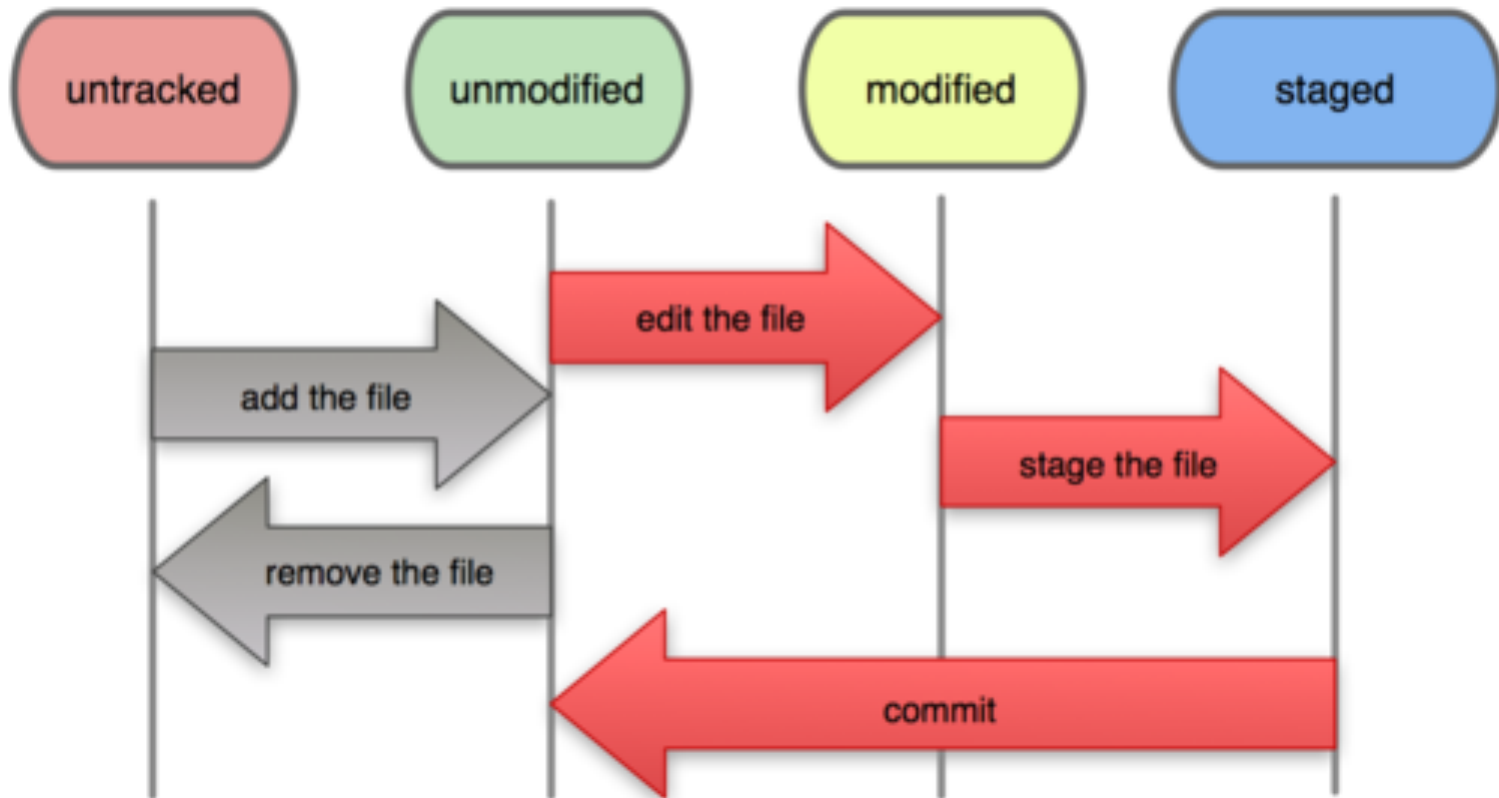 untracked
unmodified
modified
staged
edit the file
add the file
stage the file
remove the file
commit